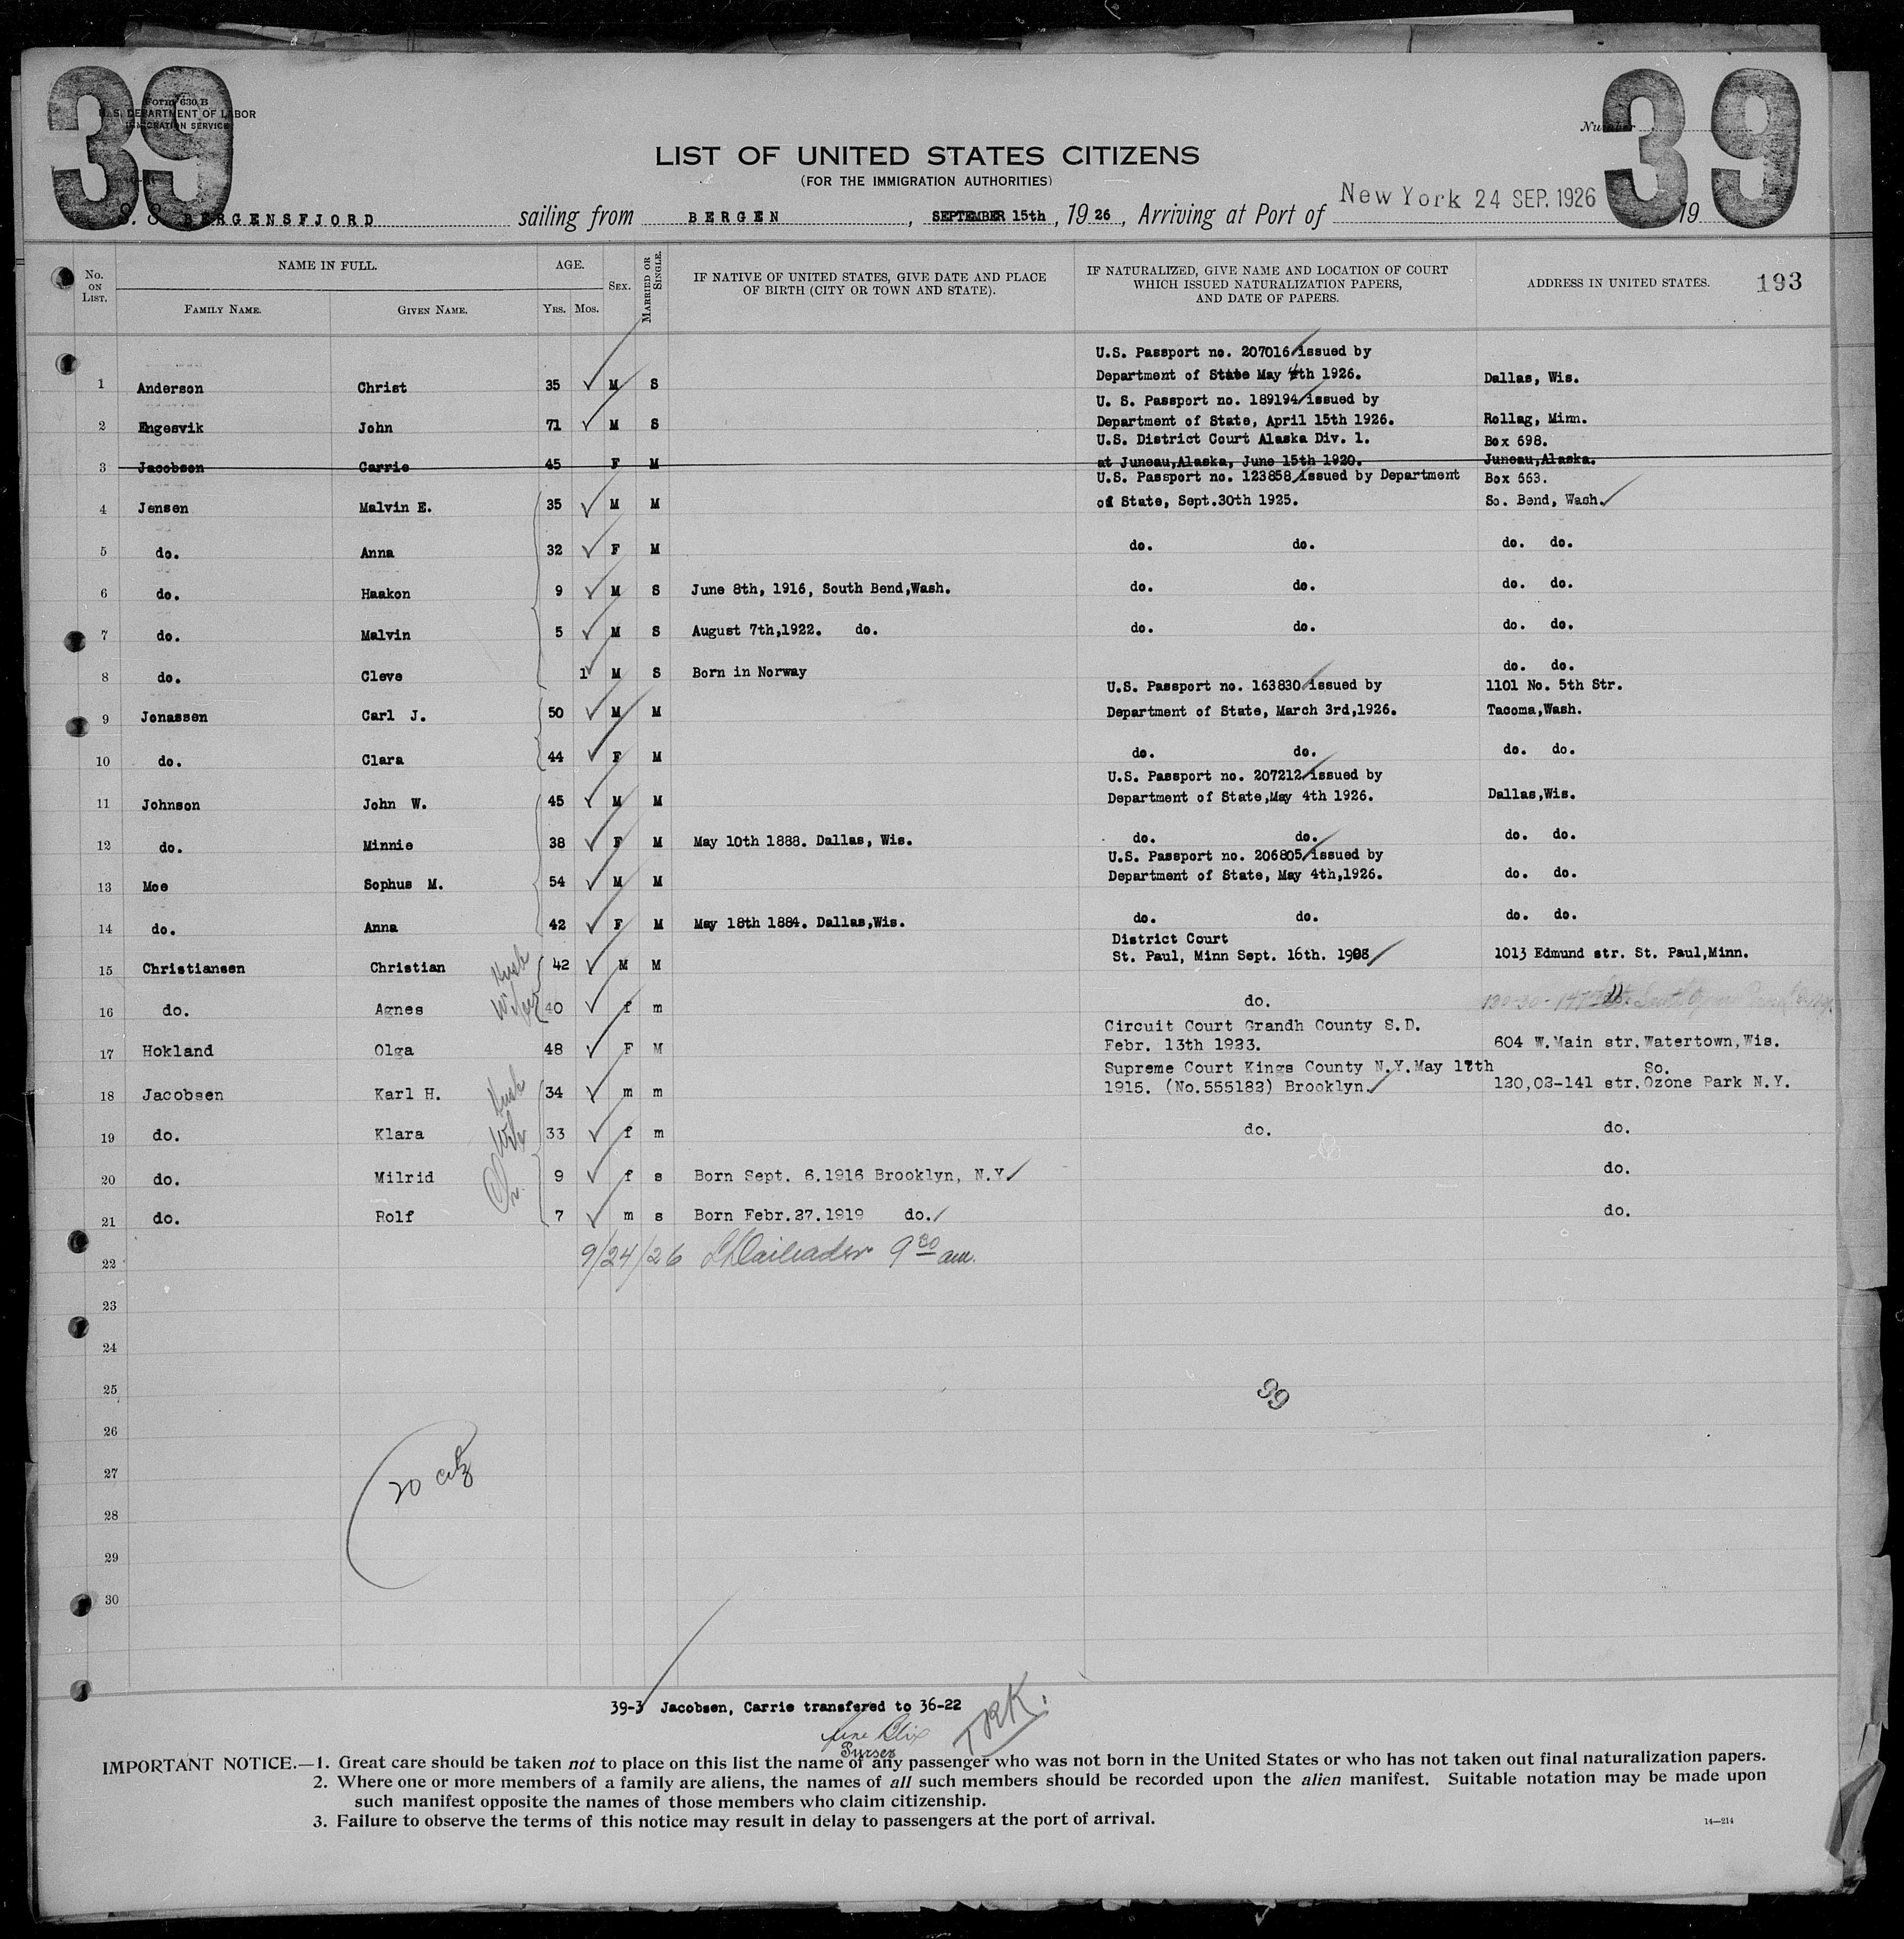 39
39
Form 630 B
U.S. DEPARTMENT OF LABOR
IMMIGRATION SERVICE
Number
LIST OF UNITED STATES CITIZENS
(FOR THE IMMIGRATION AUTHORITIES)
S. S. BERGENSFJORD sailing from BERGEN, SEPTEMBER 15th, 1926, Arriving at Port of New York 24 SEP. 1926 19
No. ON LIST.
NAME IN FULL.
FAMILY NAME.
GIVEN NAME.
AGE.
YRS.
MOS.
SEX.
MARRIED OR SINGLE.
IF NATIVE OF UNITED STATES, GIVE DATE AND PLACE
OF BIRTH (CITY OR TOWN AND STATE).
IF NATURALIZED, GIVE NAME AND LOCATION OF COURT
WHICH ISSUED NATURALIZATION PAPERS,
AND DATE OF PAPERS.
ADDRESS IN UNITED STATES.
193
U.S. Passport no. 207016 issued by
1 Anderson Christ 35 M S Department of State May 4th 1926. Dallas, Wis.
U. S. Passport no. 189194 issued by
2 Engesvik John 71 M S Department of State, April 15th 1926. Rollag, Minn.
U.S. District Court Alaska Div. 1. Box 698.
3 Jacobsen Carrie 45 F M at Juneau,Alaska, June 15th 1920. Juneau,Alaska.
U.S. Passport no. 123858 issued by Department Box 563.
4 Jensen Malvin E. 35 M M of State, Sept.30th 1925. So. Bend, Wash.
5 do. Anna 32 F M do. do. do. do.
6 do. Haakon 9 M S June 8th, 1916, South Bend,Wash. do. do. do. do.
7 do. Malvin 5 M S August 7th,1922. do. do. do. do. do.
8 do. Cleve 1 M S Born in Norway do. do.
U.S. Passport no. 163830 issued by 1101 No. 5th Str.
9 Jonassen Carl J. 50 M M Department of State, March 3rd,1926. Tacoma,Wash.
10 do. Clara 44 F M do. do. do. do.
U.S. Passport no. 207212 issued by
11 Johnson John W. 45 M M Department of State,May 4th 1926. Dallas,Wis.
12 do. Minnie 38 F M May 10th 1888. Dallas, Wis. do. do. do. do.
U.S. Passport no. 206805 issued by
13 Moe Sophus M. 54 M M Department of State, May 4th,1926. do. do.
14 do. Anna 42 F M May 18th 1884. Dallas,Wis. do. do. do. do.
District Court
15 Christiansen Christian Husb 42 M M St. Paul, Minn Sept. 16th. 1908 1013 Edmund str. St. Paul,Minn.
16 do. Agnes Wife 40 f m do.
Circuit Court Grandh County S.D.
17 Hokland Olga 48 F M Febr. 13th 1923. 604 W.Main str. Watertown,Wis.
Supreme Court Kings County N.Y.May 17th So.
18 Jacobsen Karl H. Husb 34 m m 1915. (No.555182) Brooklyn. 120,02-141 str. Ozone Park N.Y.
19 do. Klara Wife 33 f m do. do.
20 do. Milrid Ch. 9 f s Born Sept. 6.1916 Brooklyn, N.Y. do.
21 do. Rolf 7 m s Born Febr.27.1919 do. do.
22 9/24/26 9 30 am.
23
24
25
26
27
28
29
30
99
20 citz
39-3 Jacobsen, Carrie transfered to 36-22
TRK.
Purser
IMPORTANT NOTICE.—1. Great care should be taken not to place on this list the name of any passenger who was not born in the United States or who has not taken out final naturalization papers.
2. Where one or more members of a family are aliens, the names of all such members should be recorded upon the alien manifest. Suitable notation may be made upon
such manifest opposite the names of those members who claim citizenship.
3. Failure to observe the terms of this notice may result in delay to passengers at the port of arrival.
14—214